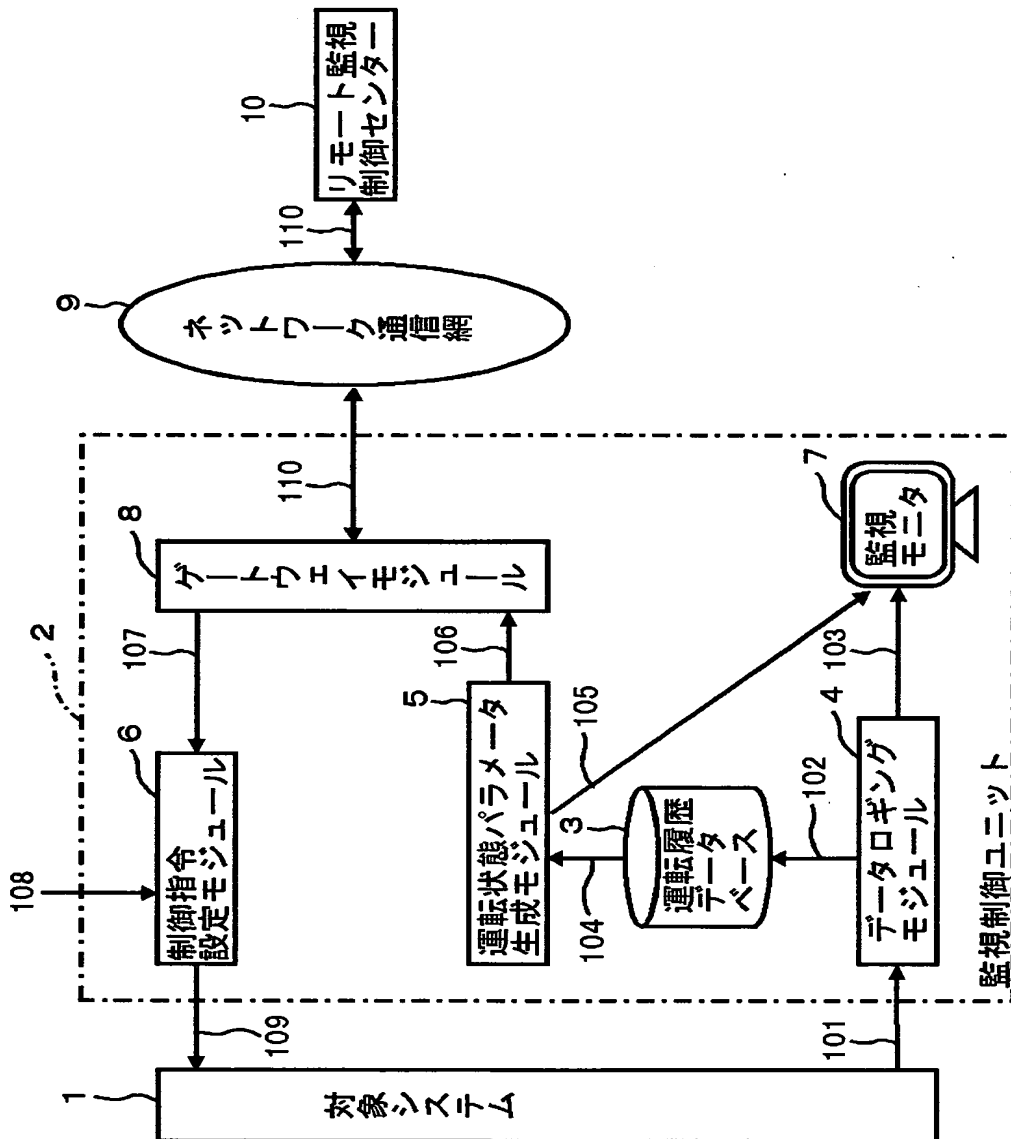 1
対象システム
109
101
108
2
6
制御指令
設定モジュール
107
5
運転状態パラメータ
生成モジュール
104
3
運転履歴
データ
ベース
105
106
102
4
データロギング
モジュール
103
7
監視
モニタ
8
ゲートウェイモジュール
110
監視制御ユニット
9
ネットワーク通信網
110
10
リモート監視
制御センター